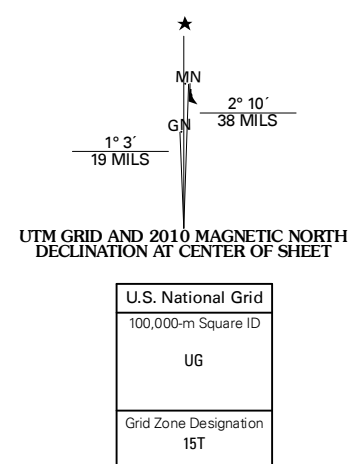 ★
MN
GN
2° 10´
38 MILS
1° 3´
19 MILS
UTM GRID AND 2010 MAGNETIC NORTH
DECLINATION AT CENTER OF SHEET
U.S. National Grid
100,000-m Square ID
UG
Grid Zone Designation
15T